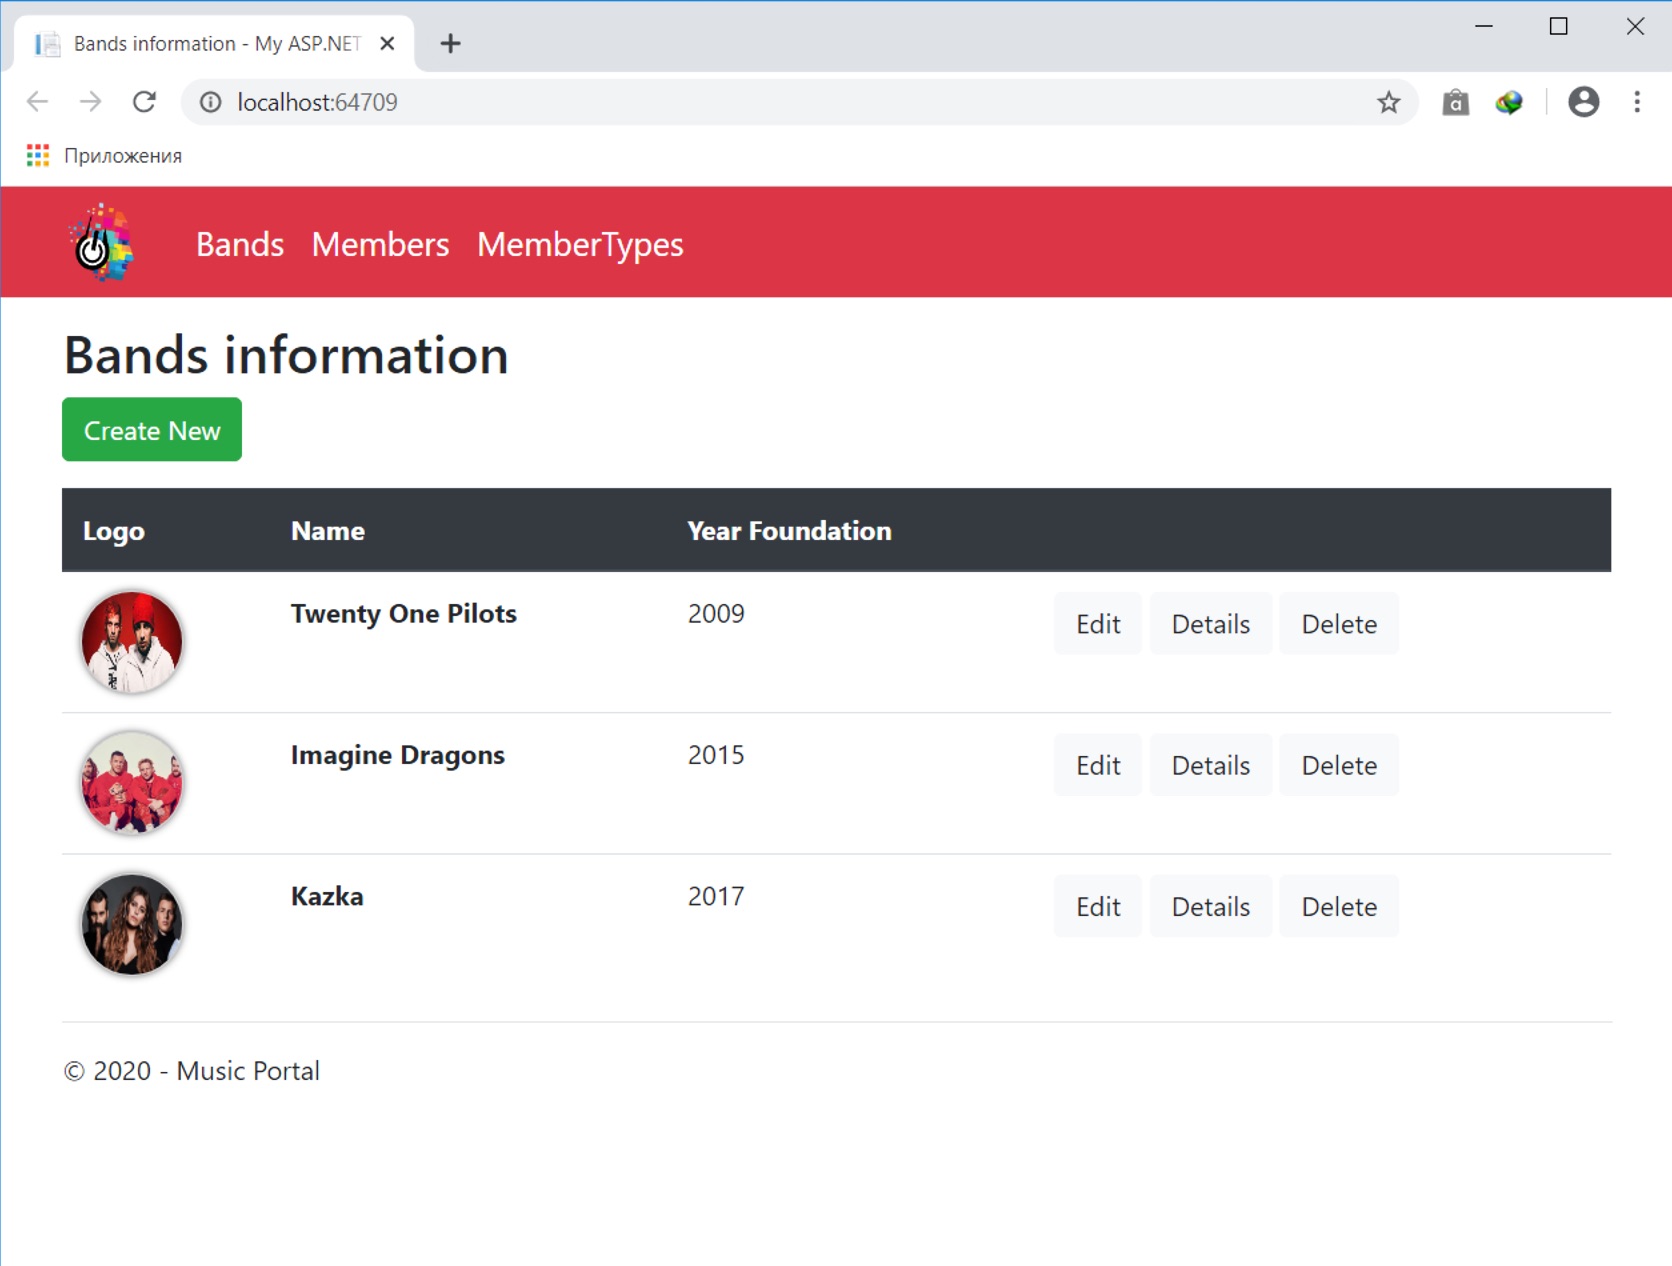 Bands information - My ASP.NET
localhost:64709
Приложения
Bands Members MemberTypes
Bands information
Create New
Logo Name Year Foundation
Twenty One Pilots 2009 Edit Details Delete
Imagine Dragons 2015 Edit Details Delete
Kazka 2017 Edit Details Delete
© 2020 - Music Portal